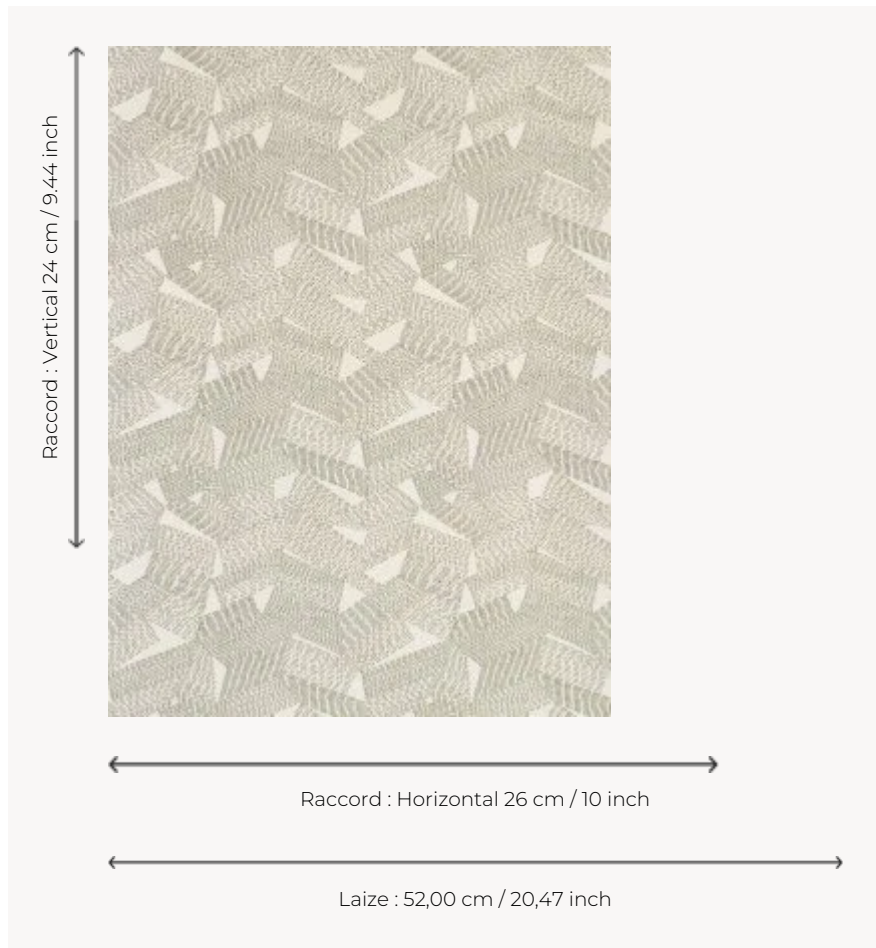 Raccord : Vertical 24 cm / 9.44 inch
Raccord : Horizontal 26 cm / 10 inch
Laize : 52,00 cm / 20,47 inch